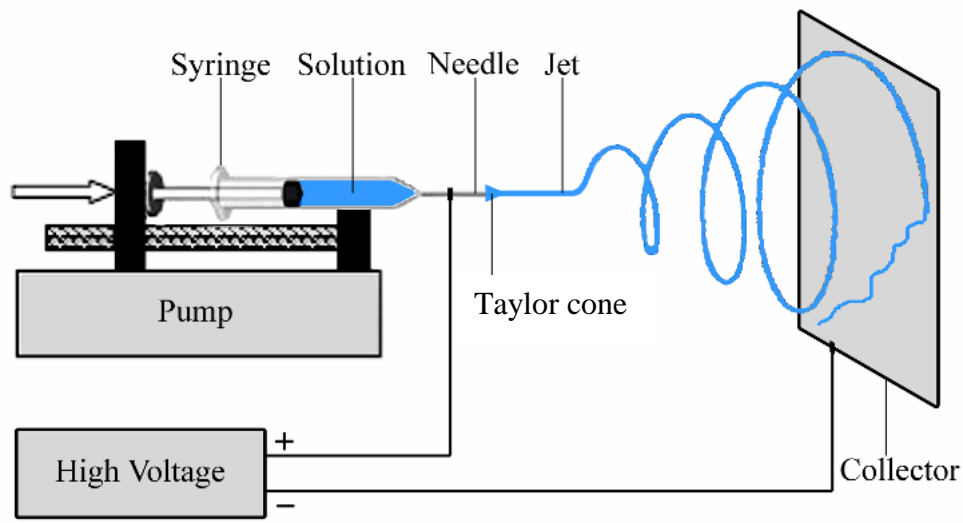 Syringe Solution Needle Jet
Taylor cone
Pump
+
High Voltage
−
Collector